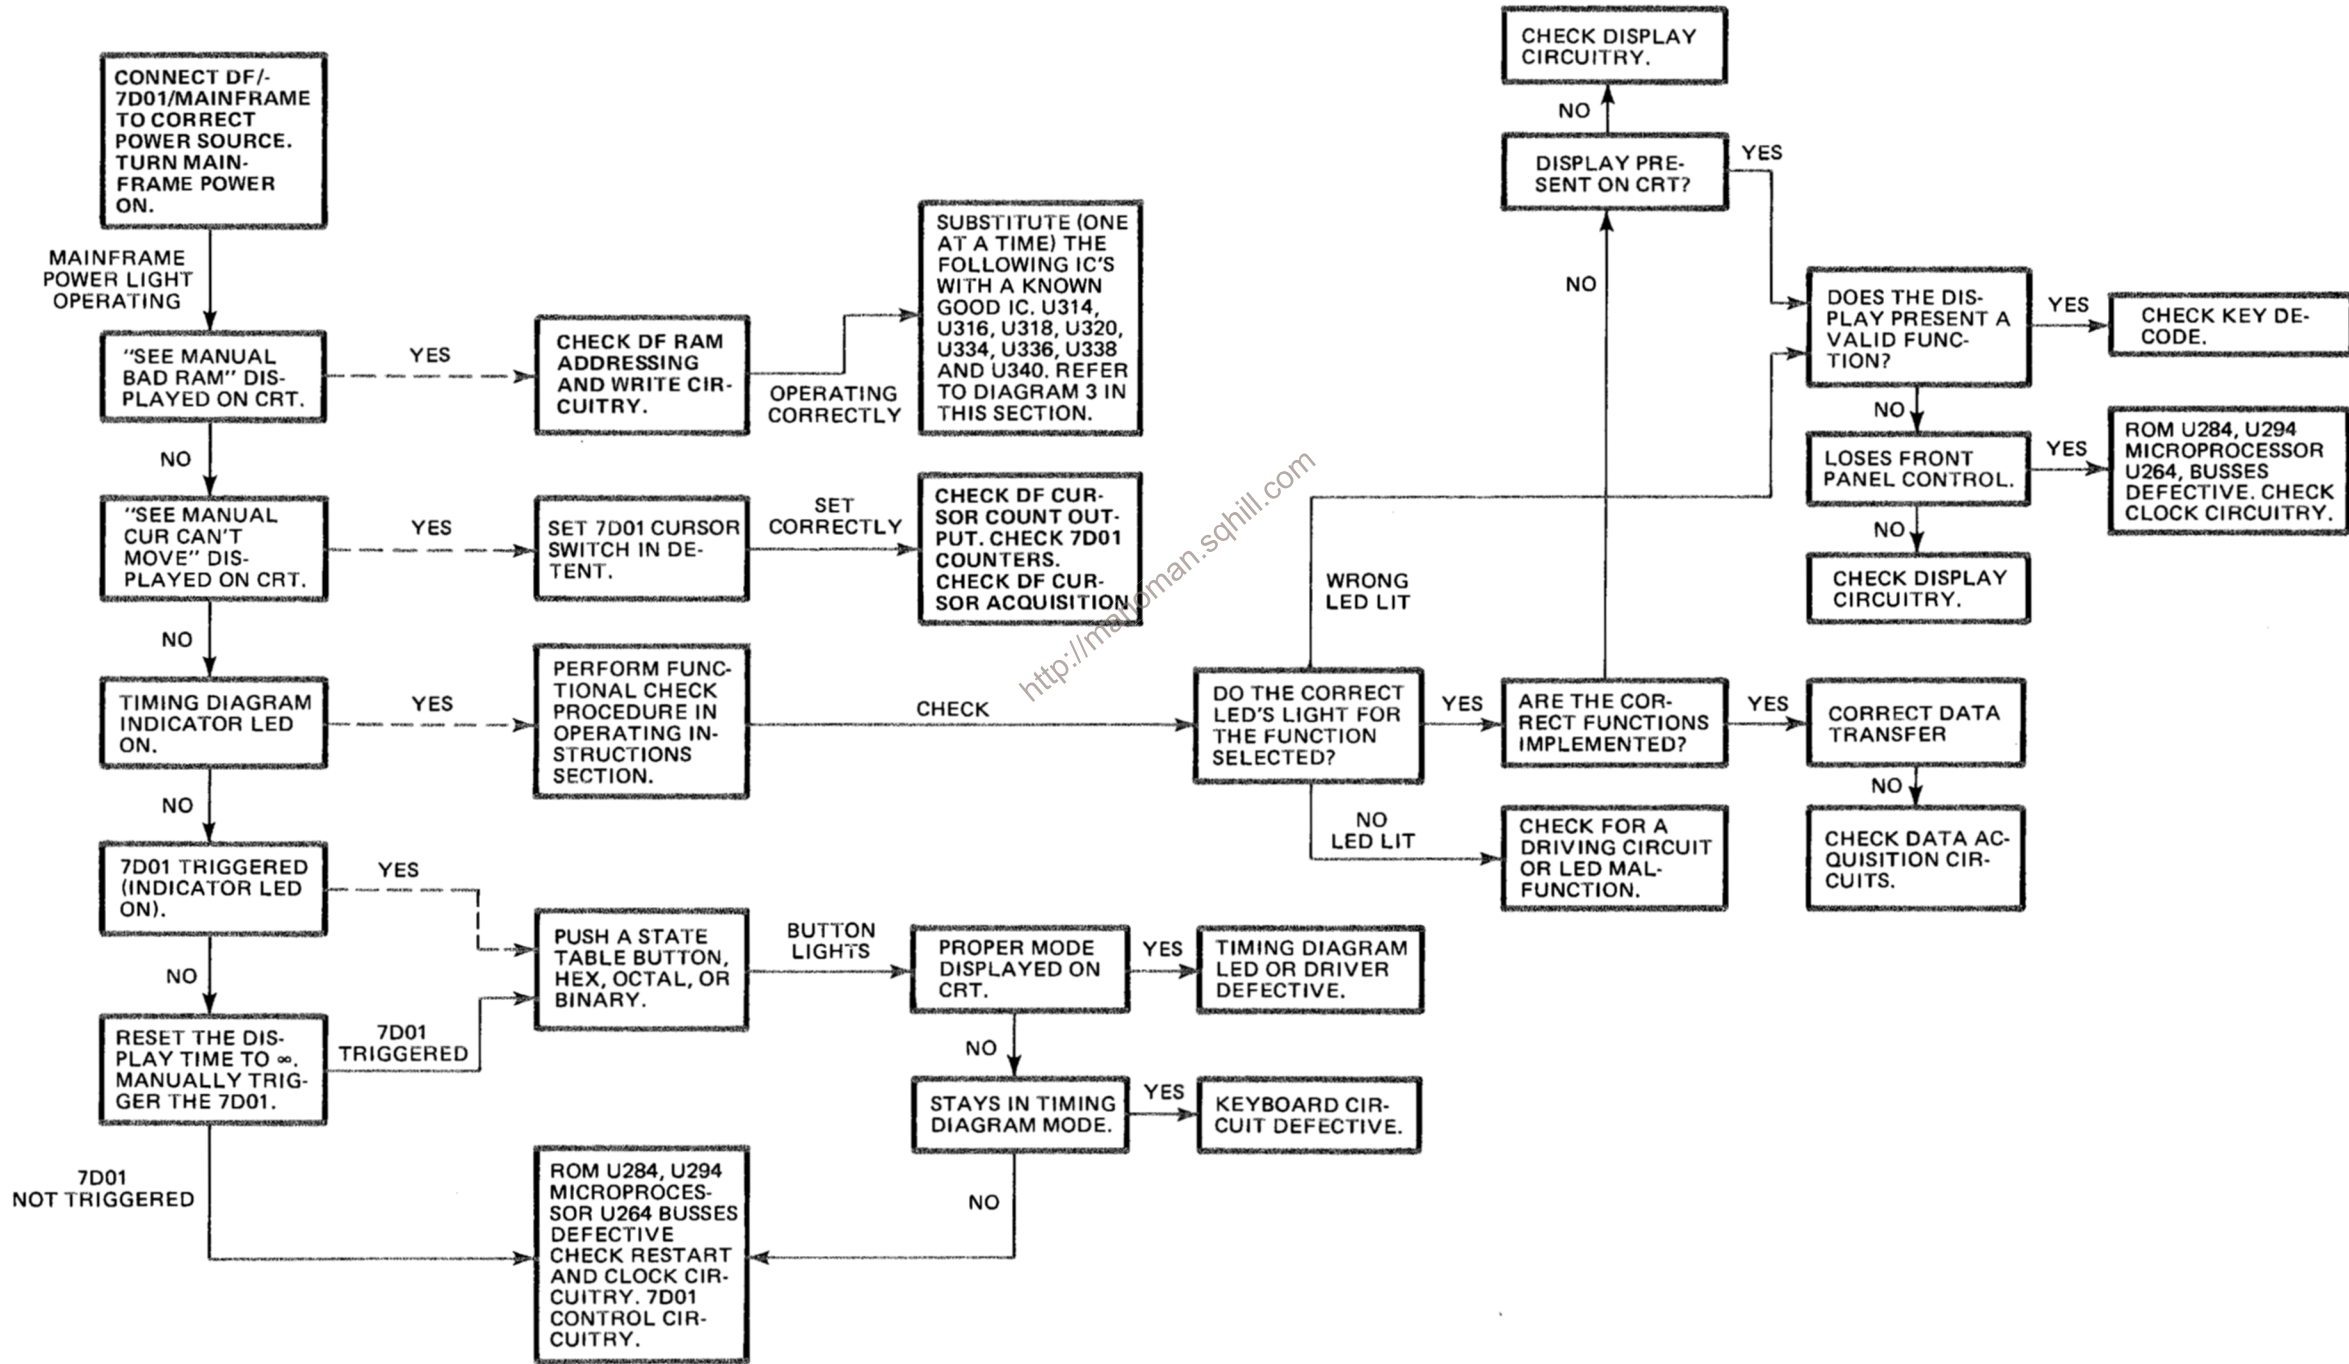 CONNECT DF/-
7D01/MAINFRAME
TO CORRECT
POWER SOURCE.
TURN MAIN-
FRAME POWER
ON.
MAINFRAME
POWER LIGHT
OPERATING
"SEE MANUAL
BAD RAM" DIS-
PLAYED ON CRT.
YES
CHECK DF RAM
ADDRESSING
AND WRITE CIR-
CUITRY.
OPERATING
CORRECTLY
SUBSTITUTE (ONE
AT A TIME) THE
FOLLOWING IC'S
WITH A KNOWN
GOOD IC. U314,
U316, U318, U320,
U334, U336, U338
AND U340. REFER
TO DIAGRAM 3 IN
THIS SECTION.
NO
"SEE MANUAL
CUR CAN'T
MOVE" DIS-
PLAYED ON CRT.
YES
SET 7D01 CURSOR
SWITCH IN DE-
TENT.
SET
CORRECTLY
CHECK DF CUR-
SOR COUNT OUT-
PUT. CHECK 7D01
COUNTERS.
CHECK DF CUR-
SOR ACQUISITION
NO
TIMING DIAGRAM
INDICATOR LED
ON.
YES
PERFORM FUNC-
TIONAL CHECK
PROCEDURE IN
OPERATING IN-
STRUCTIONS
SECTION.
CHECK
DO THE CORRECT
LED'S LIGHT FOR
THE FUNCTION
SELECTED?
WRONG
LED LIT
YES
ARE THE COR-
RECT FUNCTIONS
IMPLEMENTED?
YES
CORRECT DATA
TRANSFER
NO
CHECK DATA AC-
QUISITION CIR-
CUITS.
NO
LED LIT
CHECK FOR A
DRIVING CIRCUIT
OR LED MAL-
FUNCTION.
NO
DISPLAY PRE-
SENT ON CRT?
NO
CHECK DISPLAY
CIRCUITRY.
YES
DOES THE DIS-
PLAY PRESENT A
VALID FUNC-
TION?
YES
CHECK KEY DE-
CODE.
NO
LOSES FRONT
PANEL CONTROL.
YES
ROM U284, U294
MICROPROCESSOR
U264, BUSSES
DEFECTIVE. CHECK
CLOCK CIRCUITRY.
NO
CHECK DISPLAY
CIRCUITRY.
NO
7D01 TRIGGERED
(INDICATOR LED
ON).
YES
PUSH A STATE
TABLE BUTTON,
HEX, OCTAL, OR
BINARY.
BUTTON
LIGHTS
PROPER MODE
DISPLAYED ON
CRT.
YES
TIMING DIAGRAM
LED OR DRIVER
DEFECTIVE.
NO
STAYS IN TIMING
DIAGRAM MODE.
YES
KEYBOARD CIR-
CUIT DEFECTIVE.
NO
NO
RESET THE DIS-
PLAY TIME TO ∞.
MANUALLY TRIG-
GER THE 7D01.
7D01
TRIGGERED
7D01
NOT TRIGGERED
ROM U284, U294
MICROPROCES-
SOR U264 BUSSES
DEFECTIVE
CHECK RESTART
AND CLOCK CIR-
CUITRY. 7D01
CONTROL CIR-
CUITRY.